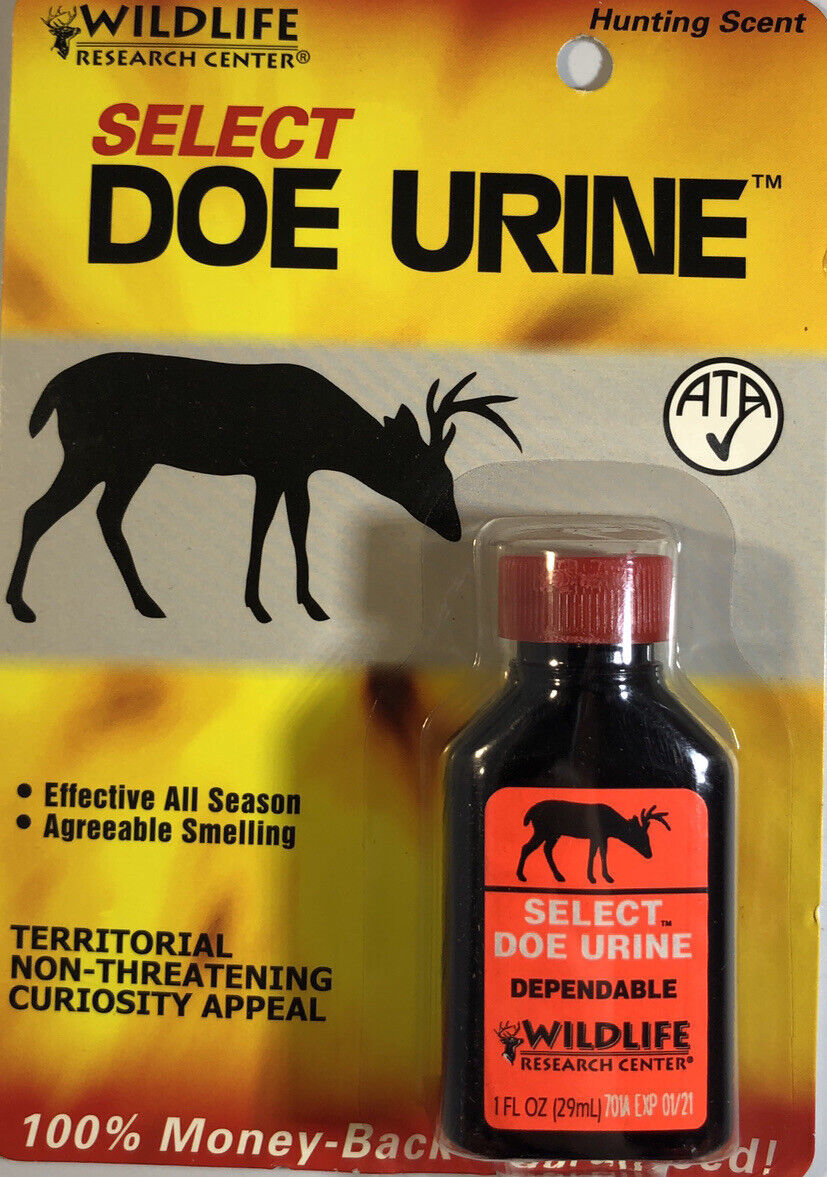 WILDLIFE
RESEARCH CENTER®
Hunting Scent
SELECT
DOE URINE™
ATA
• Effective All Season
• Agreeable Smelling
TERRITORIAL
NON-THREATENING
CURIOSITY APPEAL
SELECT™
DOE URINE
DEPENDABLE
WILDLIFE
RESEARCH CENTER®
1 FL OZ (29mL) 701A EXP 01/21
100% Money-Back Guaranteed!